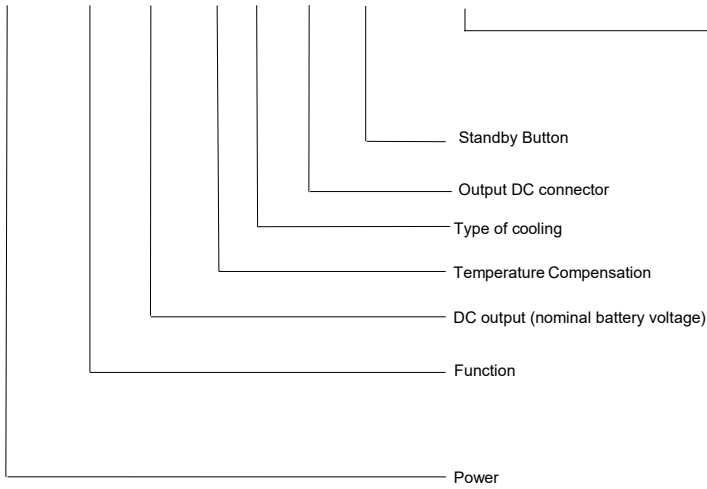 Standby Button
Output DC connector
Type of cooling
Temperature Compensation
DC output (nominal battery voltage)
Function
Power